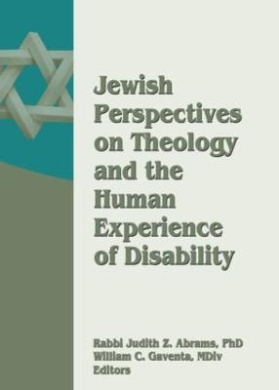 Jewish
Perspectives
on Theology
and the
Human
Experience
of Disability
Rabbi Judith Z. Abrams, PhD
William C. Gaventa, MDiv
Editors